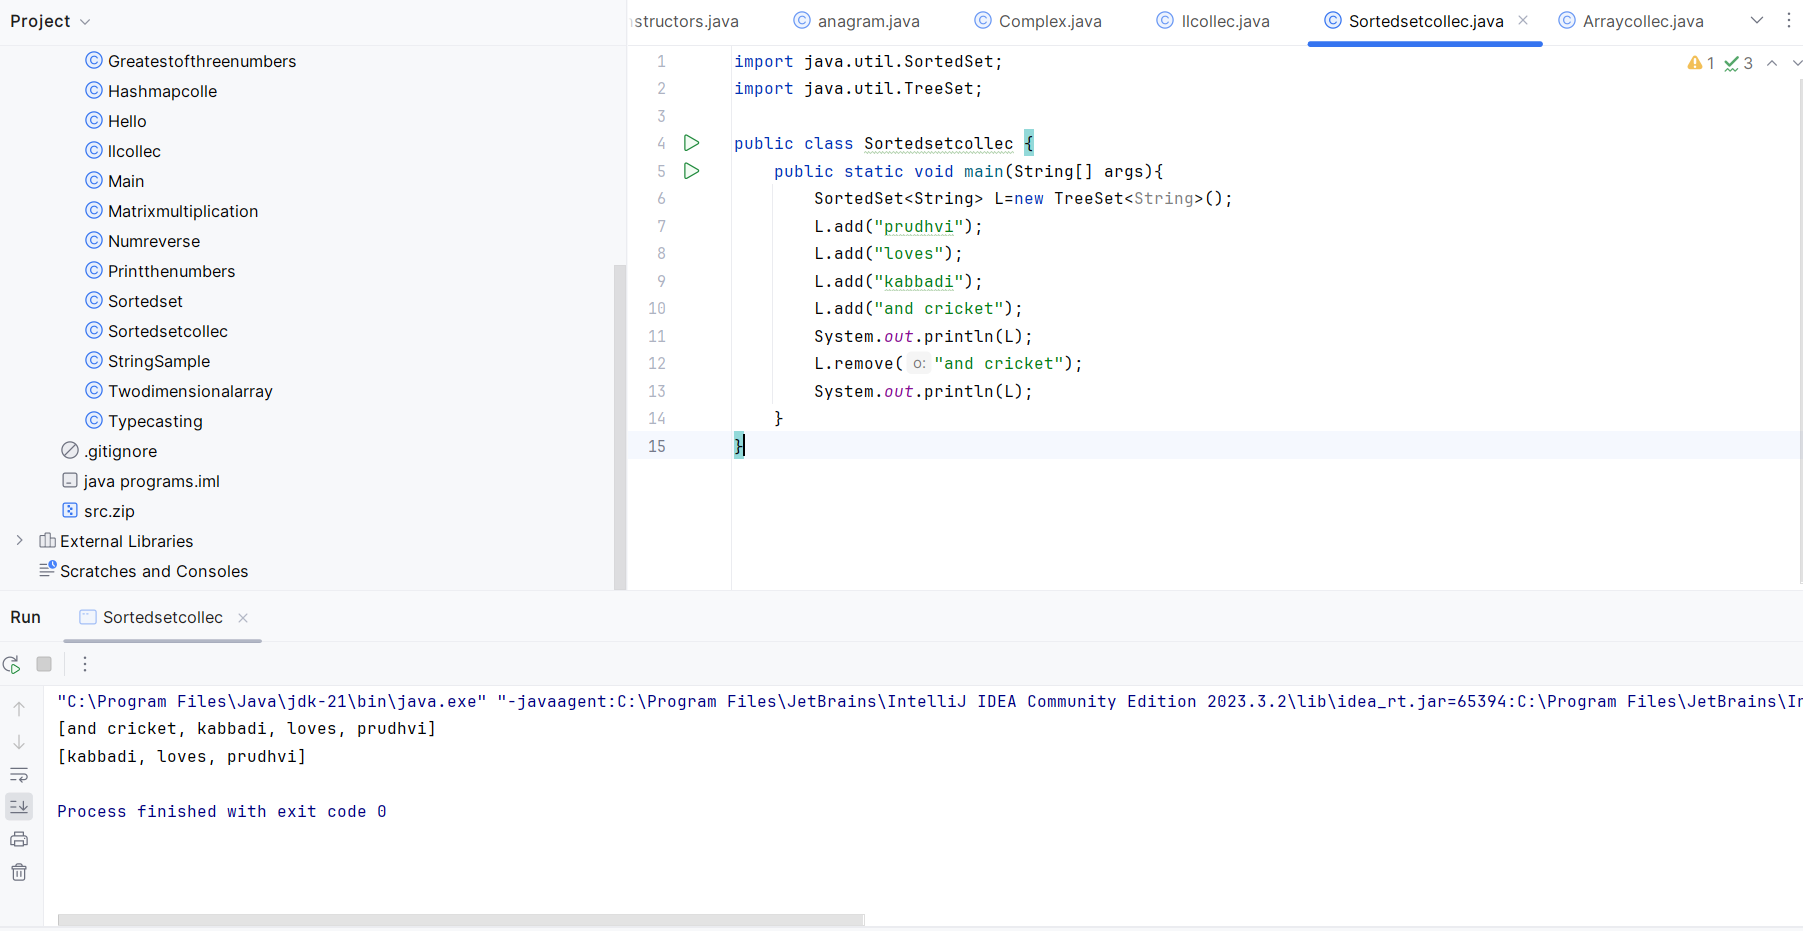 Project
Greatestofthreenumbers
Hashmapcolle
Hello
llcollec
Main
Matrixmultiplication
Numreverse
Printthenumbers
Sortedset
Sortedsetcollec
StringSample
Twodimensionalarray
Typecasting
.gitignore
java programs.iml
src.zip
External Libraries
Scratches and Consoles
nstructors.java anagram.java Complex.java llcollec.java Sortedsetcollec.java Arraycollec.java
1 3
1 import java.util.SortedSet;
2 import java.util.TreeSet;
3
4 public class Sortedsetcollec {
5 public static void main(String[] args){
6 SortedSet<String> L=new TreeSet<String>();
7 L.add("prudhvi");
8 L.add("loves");
9 L.add("kabbadi");
10 L.add("and cricket");
11 System.out.println(L);
12 L.remove( o: "and cricket");
13 System.out.println(L);
14 }
15 }
Run Sortedsetcollec
"C:\Program Files\Java\jdk-21\bin\java.exe" "-javaagent:C:\Program Files\JetBrains\IntelliJ IDEA Community Edition 2023.3.2\lib\idea_rt.jar=65394:C:\Program Files\JetBrains\In
[and cricket, kabbadi, loves, prudhvi]
[kabbadi, loves, prudhvi]
Process finished with exit code 0